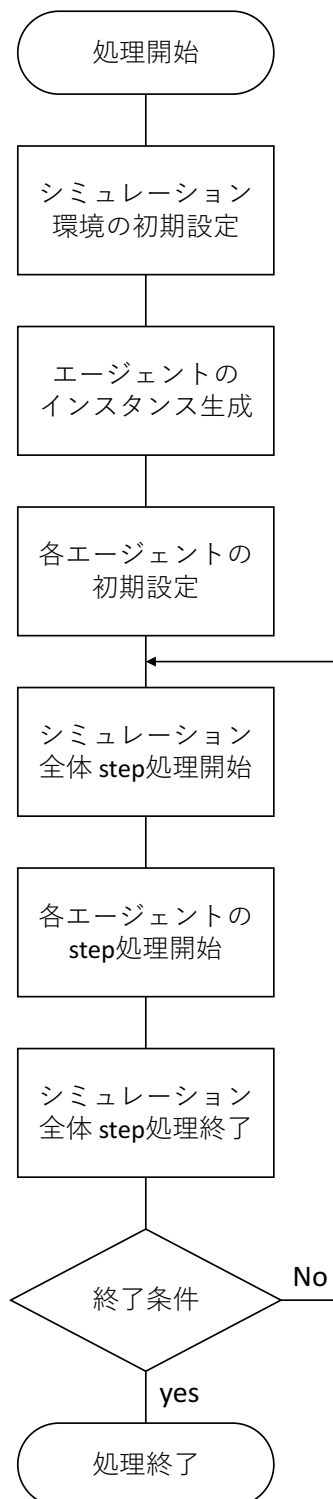 処理開始
シミュレーション
環境の初期設定
エージェントの
インスタンス生成
各エージェントの
初期設定
シミュレーション
全体 step処理開始
各エージェントの
step処理開始
シミュレーション
全体 step処理終了
終了条件
No
yes
処理終了